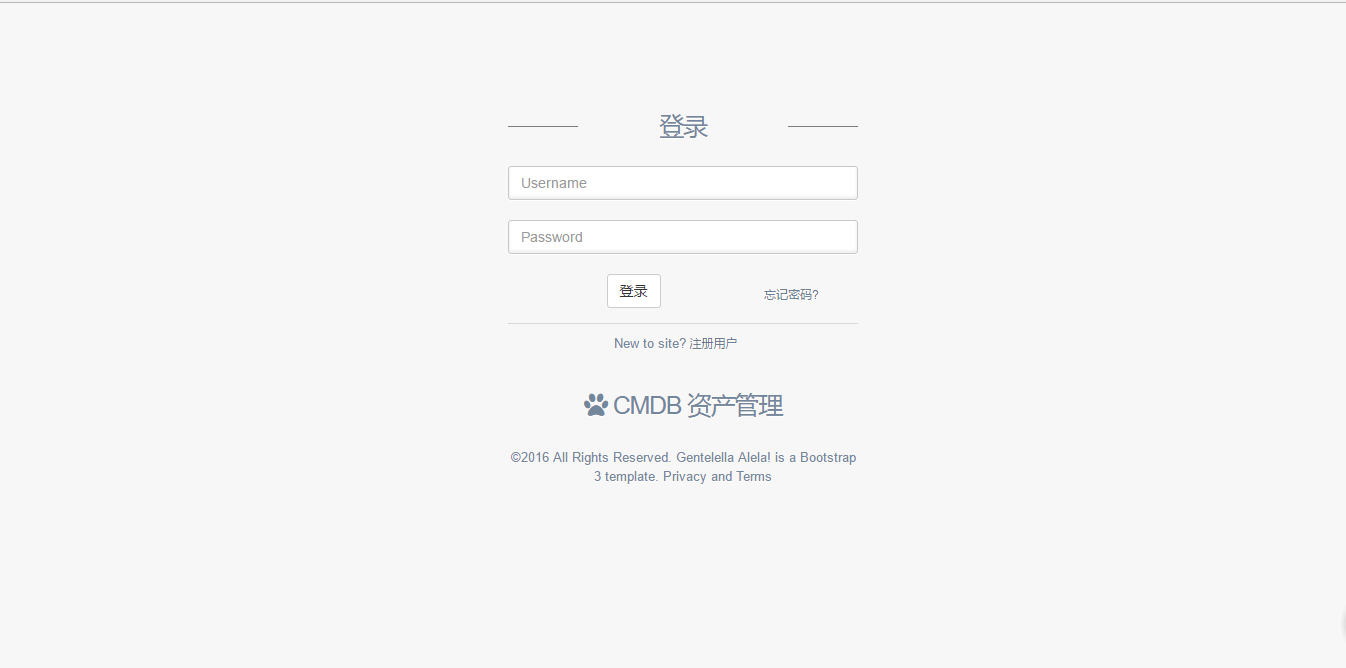 登录
Username
Password
登录
忘记密码?
New to site? 注册用户
CMDB 资产管理
©2016 All Rights Reserved. Gentelella Alela! is a Bootstrap
3 template. Privacy and Terms